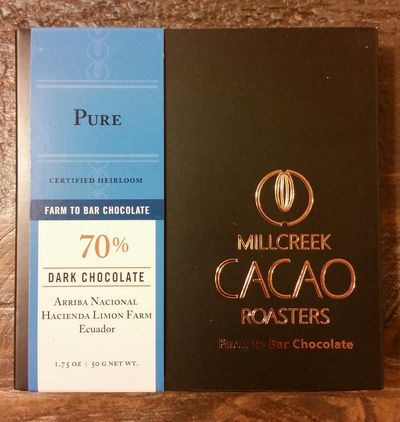 PURE
CERTIFIED HEIRLOOM
FARM TO BAR CHOCOLATE
70%
DARK CHOCOLATE
ARRIBA NACIONAL
HACIENDA LIMON FARM
ECUADOR
1.75 OZ | 50 G NET WT.
MILLCREEK
CACAO
ROASTERS
Farm to Bar Chocolate